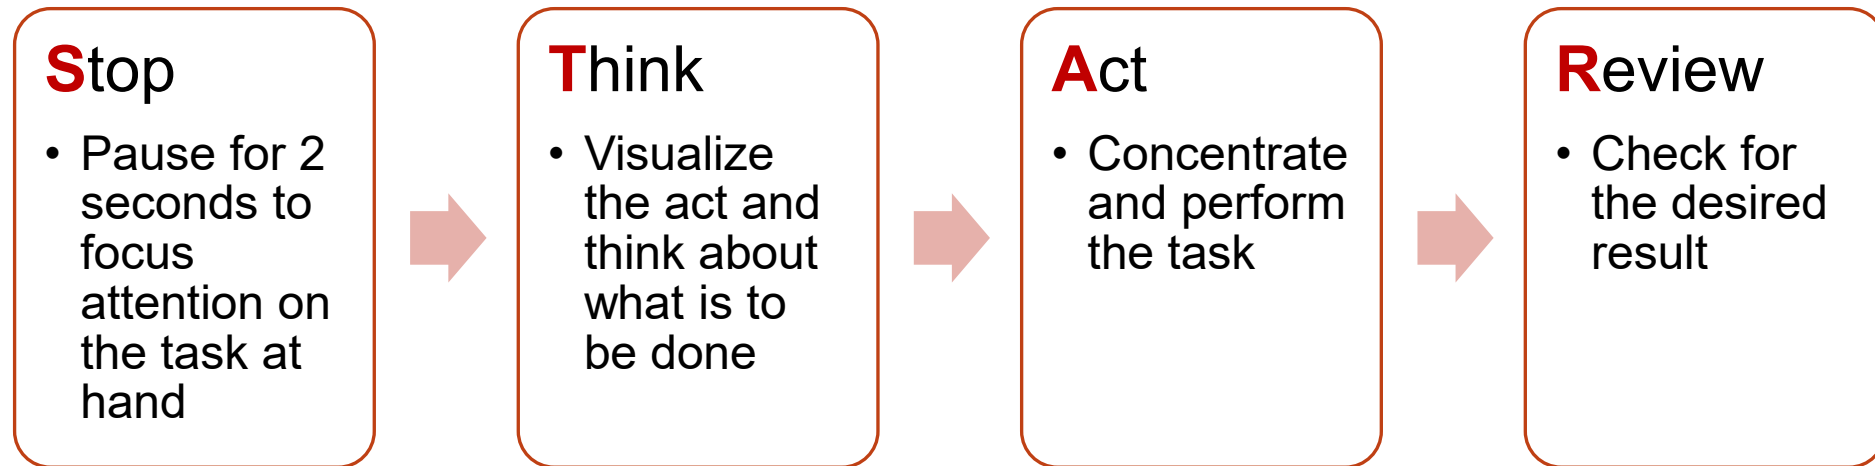 Stop
• Pause for 2
seconds to
focus
attention on
the task at
hand
Think
• Visualize
the act and
think about
what is to
be done
Act
• Concentrate
and perform
the task
Review
• Check for
the desired
result